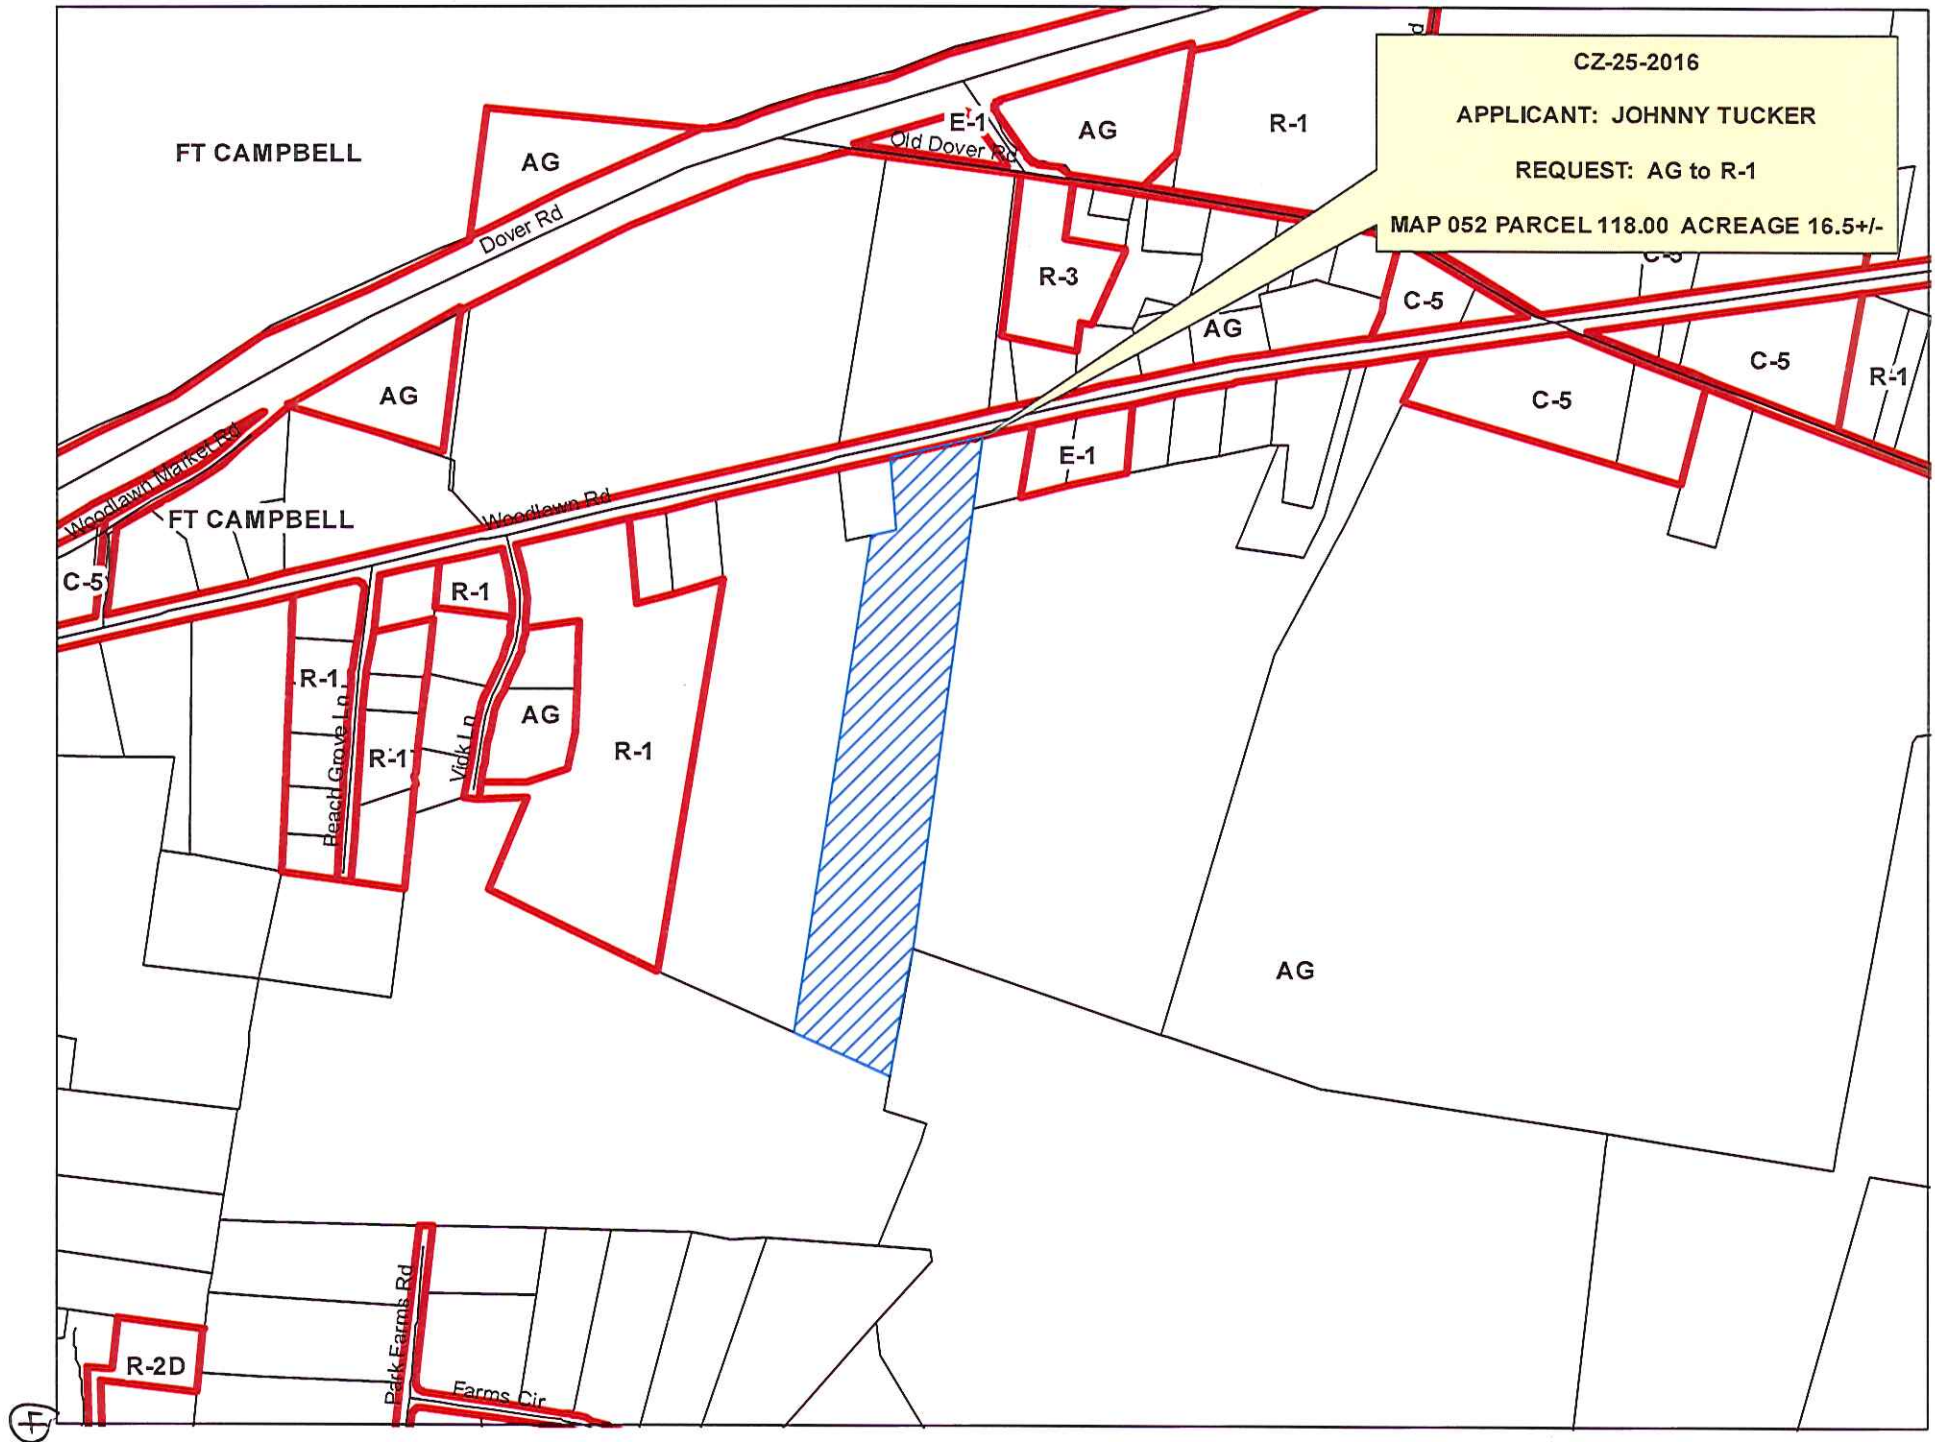 CZ-25-2016
APPLICANT: JOHNNY TUCKER
REQUEST: AG to R-1
MAP 052 PARCEL 118.00 ACREAGE 16.5+/-
FT CAMPBELL
AG
E-1
Old Dover Rd
AG
R-1
Dover Rd
R-3
AG
C-5
C-5
C-5
C-5
R-1
AG
Woodlawn Market Rd
FT CAMPBELL
Woodlawn Rd
E-1
C-5
R-1
R-1
Beach Grove Ln
R-1
Vick Ln
AG
R-1
AG
Park Farms Rd
Farms Cir
R-2D